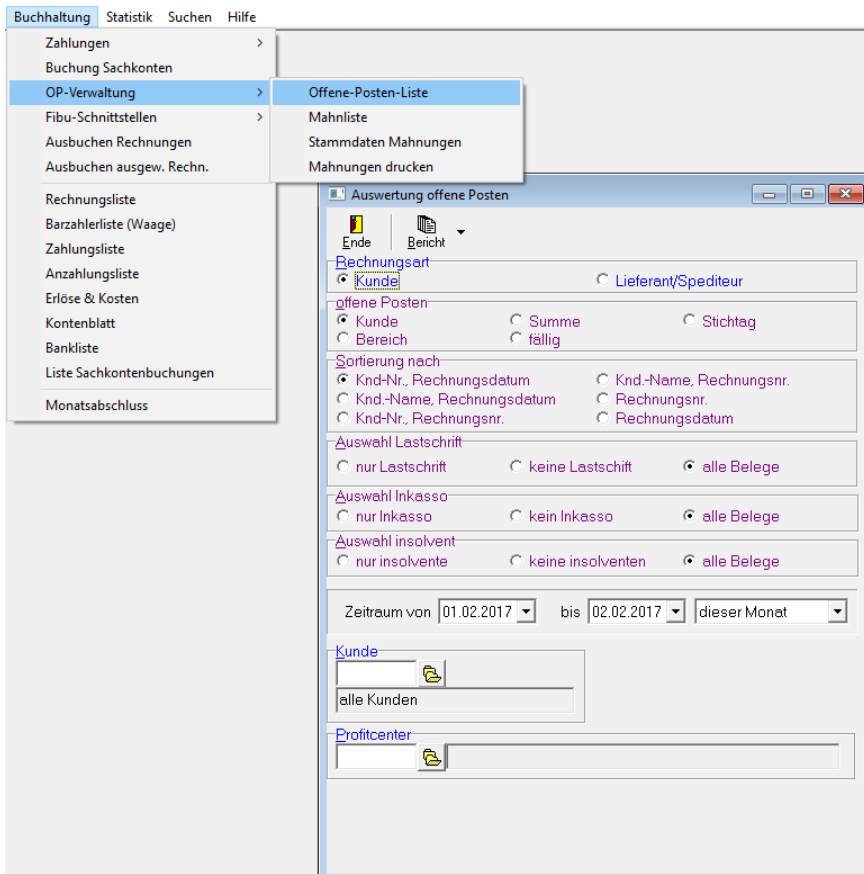 Buchhaltung Statistik Suchen Hilfe
Zahlungen >
Buchung Sachkonten
OP-Verwaltung >
Fibu-Schnittstellen >
Ausbuchen Rechnungen
Ausbuchen ausgew. Rechn.
Rechnungsliste
Barzahlerliste (Waage)
Zahlungsliste
Anzahlungsliste
Erlöse & Kosten
Kontenblatt
Bankliste
Liste Sachkontenbuchungen
Monatsabschluss
Offene-Posten-Liste
Mahnliste
Stammdaten Mahnungen
Mahnungen drucken
Auswertung offene Posten
Ende Bericht
Rechnungsart
Kunde Lieferant/Spediteur
offene Posten
Kunde Summe Stichtag
Bereich fällig
Sortierung nach
Knd-Nr., Rechnungsdatum Knd.-Name, Rechnungsnr.
Knd.-Name, Rechnungsdatum Rechnungsnr.
Knd-Nr., Rechnungsnr. Rechnungsdatum
Auswahl Lastschrift
nur Lastschrift keine Lastschift alle Belege
Auswahl Inkasso
nur Inkasso kein Inkasso alle Belege
Auswahl insolvent
nur insolvente keine insolventen alle Belege
Zeitraum von 01.02.2017 bis 02.02.2017 dieser Monat
Kunde
alle Kunden
Profitcenter